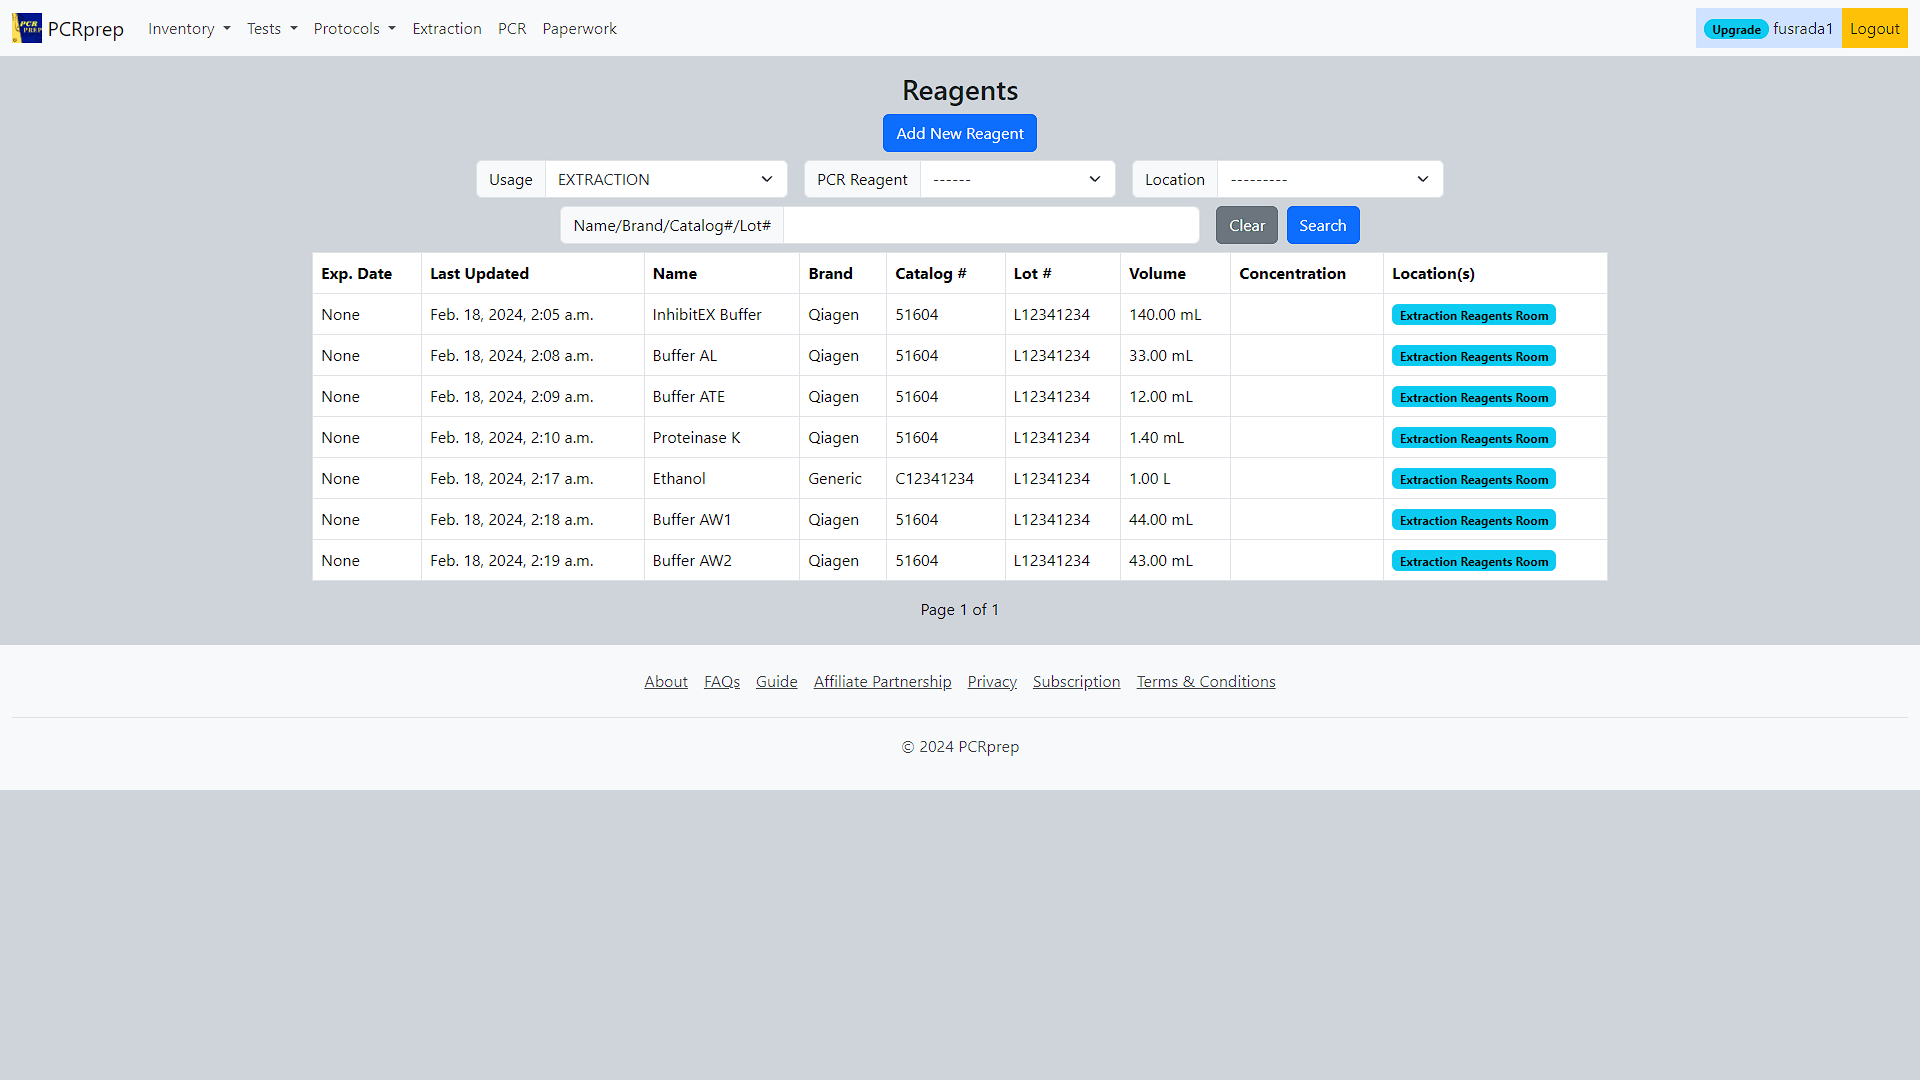 PCR PREP PCRprep Inventory Tests Protocols Extraction PCR Paperwork Upgrade fusrada1 Logout
Reagents
Add New Reagent
Usage EXTRACTION PCR Reagent ------ Location ---------
Name/Brand/Catalog#/Lot# Clear Search
Exp. Date Last Updated Name Brand Catalog # Lot # Volume Concentration Location(s)
None Feb. 18, 2024, 2:05 a.m. InhibitEX Buffer Qiagen 51604 L12341234 140.00 mL Extraction Reagents Room
None Feb. 18, 2024, 2:08 a.m. Buffer AL Qiagen 51604 L12341234 33.00 mL Extraction Reagents Room
None Feb. 18, 2024, 2:09 a.m. Buffer ATE Qiagen 51604 L12341234 12.00 mL Extraction Reagents Room
None Feb. 18, 2024, 2:10 a.m. Proteinase K Qiagen 51604 L12341234 1.40 mL Extraction Reagents Room
None Feb. 18, 2024, 2:17 a.m. Ethanol Generic C12341234 L12341234 1.00 L Extraction Reagents Room
None Feb. 18, 2024, 2:18 a.m. Buffer AW1 Qiagen 51604 L12341234 44.00 mL Extraction Reagents Room
None Feb. 18, 2024, 2:19 a.m. Buffer AW2 Qiagen 51604 L12341234 43.00 mL Extraction Reagents Room
Page 1 of 1
About FAQs Guide Affiliate Partnership Privacy Subscription Terms & Conditions
© 2024 PCRprep